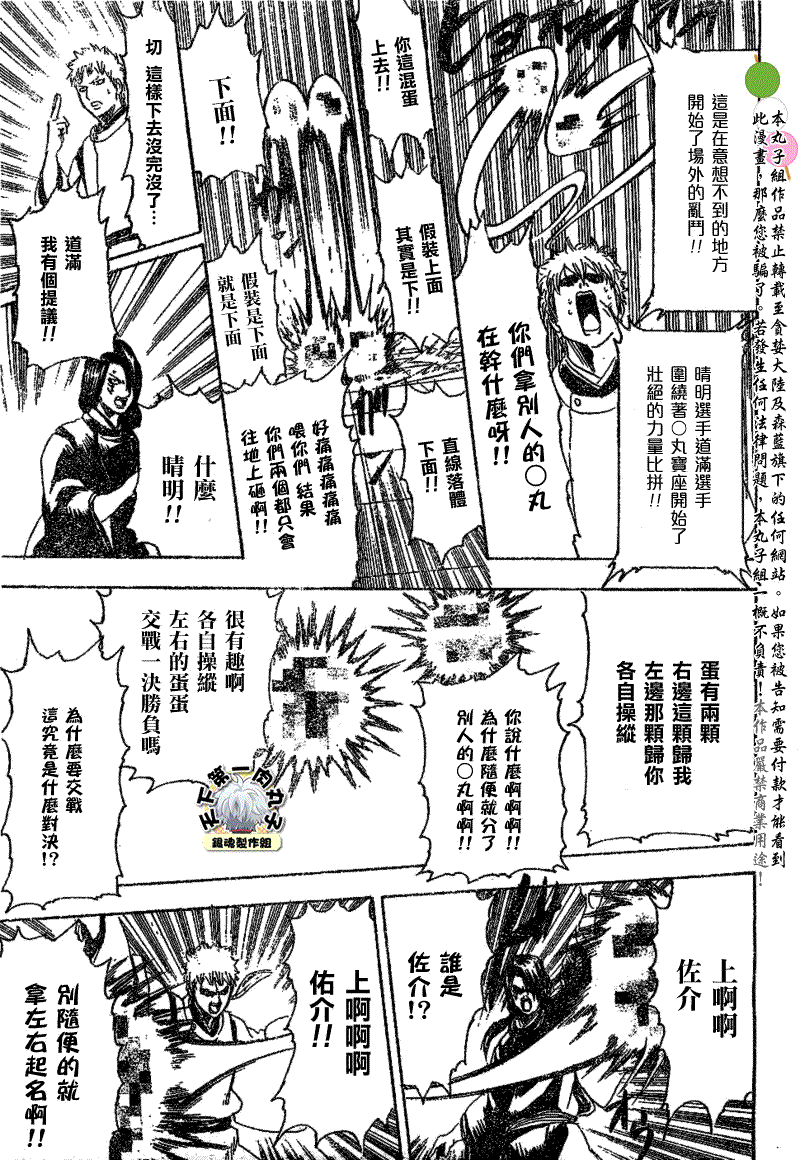 這是在意想不到的地方
開始了場外的亂鬥!!
晴明選手道滿選手
圍繞著○丸寶座開始了
壯絕的力量比拼!!
你們拿別人的○丸
在幹什麼呀!!
你這混蛋
上去!!
下面!!
假裝上面
其實是下!!
假裝是下面
就是下面
直線落體
下面!!
好痛痛痛痛痛
喂你們 結果
你們兩個都只會
往地上砸啊!!
切 這樣下去沒完沒了…
道滿
我有個提議!!
什麼
晴明!!
蛋有兩顆
右邊這顆歸我
左邊那顆歸你
各自操縱
你說什麼啊啊!!
為什麼隨便就分了
別人的○丸啊啊!!
很有趣啊
各自操縱
左右的蛋蛋
交戰一決勝負嗎
為什麼要交戰
這究竟是什麼對決!?
上啊啊
佐介
誰是
佐介!?
上啊啊啊
佑介!!
別隨便的就
拿左右起名啊!!
天下第一肉丸子
銀魂製作組
本丸子組作品禁止轉載至貪婪大陸及森藍旗下的任何網站。如果您被告知需要付款才能看到
此漫畫，那麼您被騙了。若發生任何法律問題，本丸子組一概不負責！本作品嚴禁商業用途！